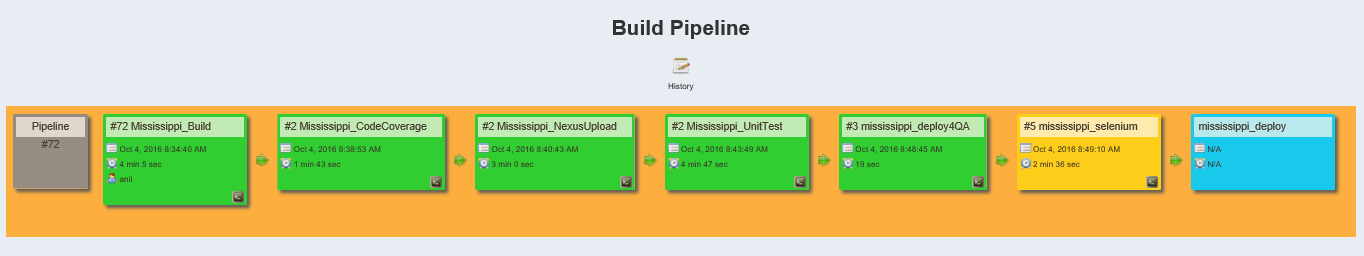 Build Pipeline
History
Pipeline
#72
#72 Mississippi_Build
Oct 4, 2016 8:34:40 AM
4 min 5 sec
anil
#2 Mississippi_CodeCoverage
Oct 4, 2016 8:38:53 AM
1 min 43 sec
#2 Mississippi_NexusUpload
Oct 4, 2016 8:40:43 AM
3 min 0 sec
#2 Mississippi_UnitTest
Oct 4, 2016 8:43:49 AM
4 min 47 sec
#3 mississippi_deploy4QA
Oct 4, 2016 8:48:45 AM
19 sec
#5 mississippi_selenium
Oct 4, 2016 8:49:10 AM
2 min 36 sec
mississippi_deploy
N/A
N/A